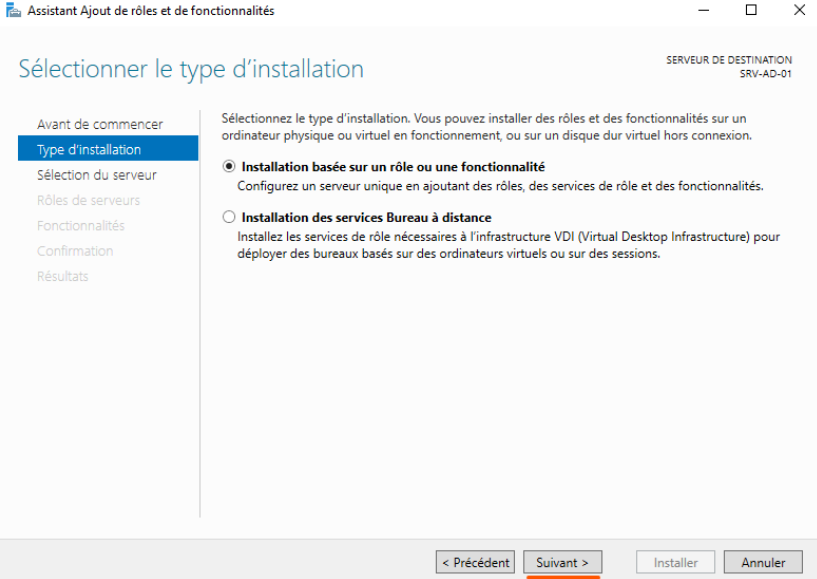 Assistant Ajout de rôles et de fonctionnalités
Sélectionner le type d'installation
SERVEUR DE DESTINATION
SRV-AD-01
Avant de commencer
Type d'installation
Sélection du serveur
Rôles de serveurs
Fonctionnalités
Confirmation
Résultats
Sélectionnez le type d'installation. Vous pouvez installer des rôles et des fonctionnalités sur un
ordinateur physique ou virtuel en fonctionnement, ou sur un disque dur virtuel hors connexion.
Installation basée sur un rôle ou une fonctionnalité
Configurez un serveur unique en ajoutant des rôles, des services de rôle et des fonctionnalités.
Installation des services Bureau à distance
Installez les services de rôle nécessaires à l'infrastructure VDI (Virtual Desktop Infrastructure) pour
déployer des bureaux basés sur des ordinateurs virtuels ou sur des sessions.
< Précédent
Suivant >
Installer
Annuler